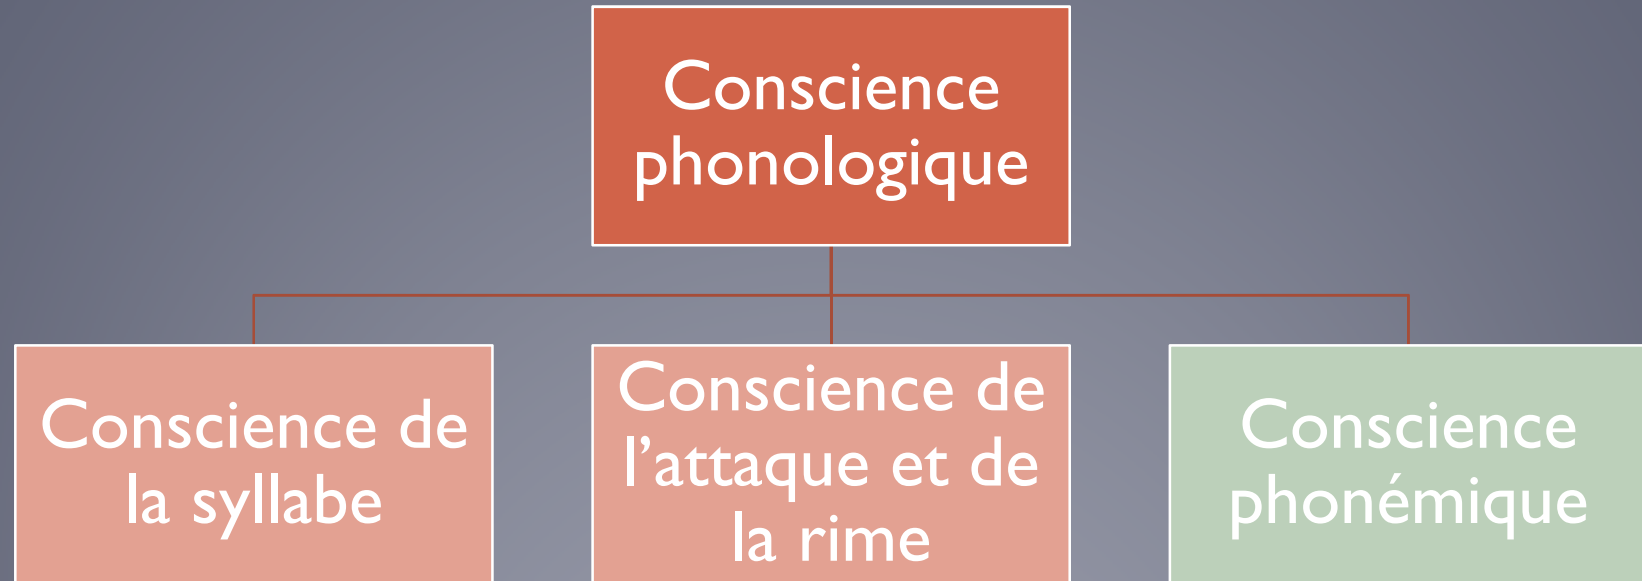 Conscience
phonologique
Conscience de
la syllabe
Conscience de
l’attaque et de
la rime
Conscience
phonémique